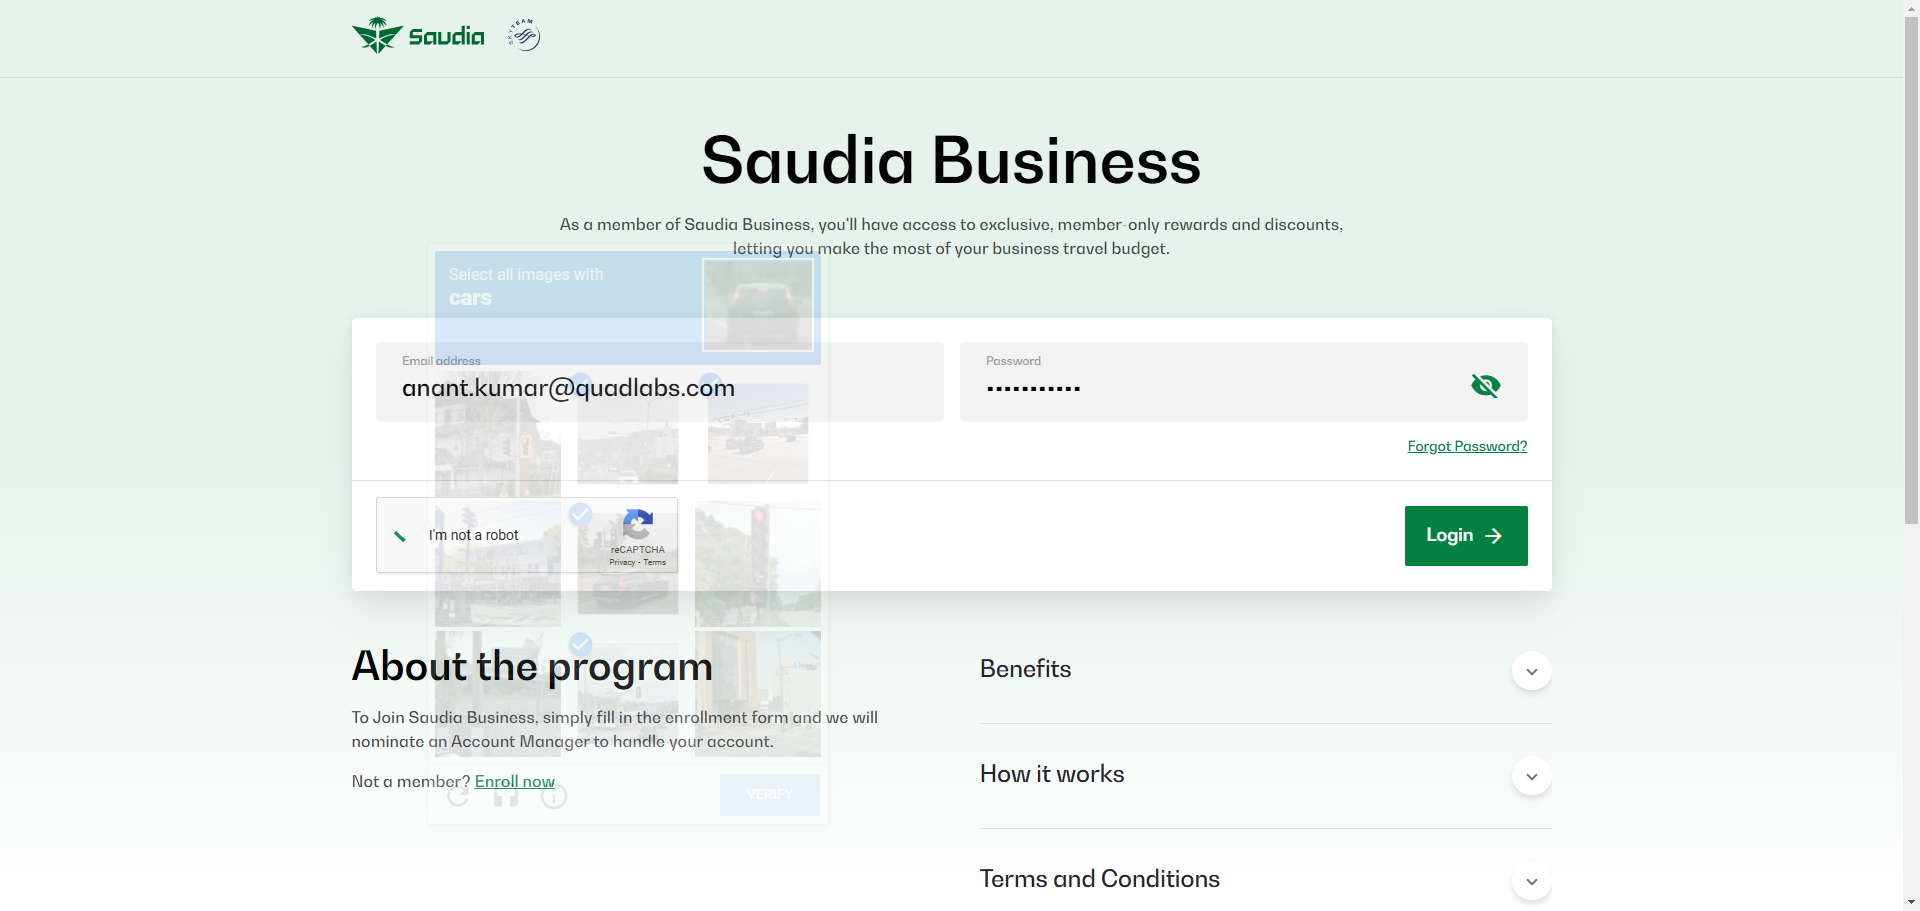 Saudia
SKYTEAM
Saudia Business
As a member of Saudia Business, you'll have access to exclusive, member-only rewards and discounts,
letting you make the most of your business travel budget.
Select all images with
cars
Email address
anant.kumar@quadlabs.com
Password
Forgot Password?
I'm not a robot
reCAPTCHA
Privacy - Terms
Login
About the program
To Join Saudia Business, simply fill in the enrollment form and we will
nominate an Account Manager to handle your account.
Not a member? Enroll now
VERIFY
Benefits
How it works
Terms and Conditions